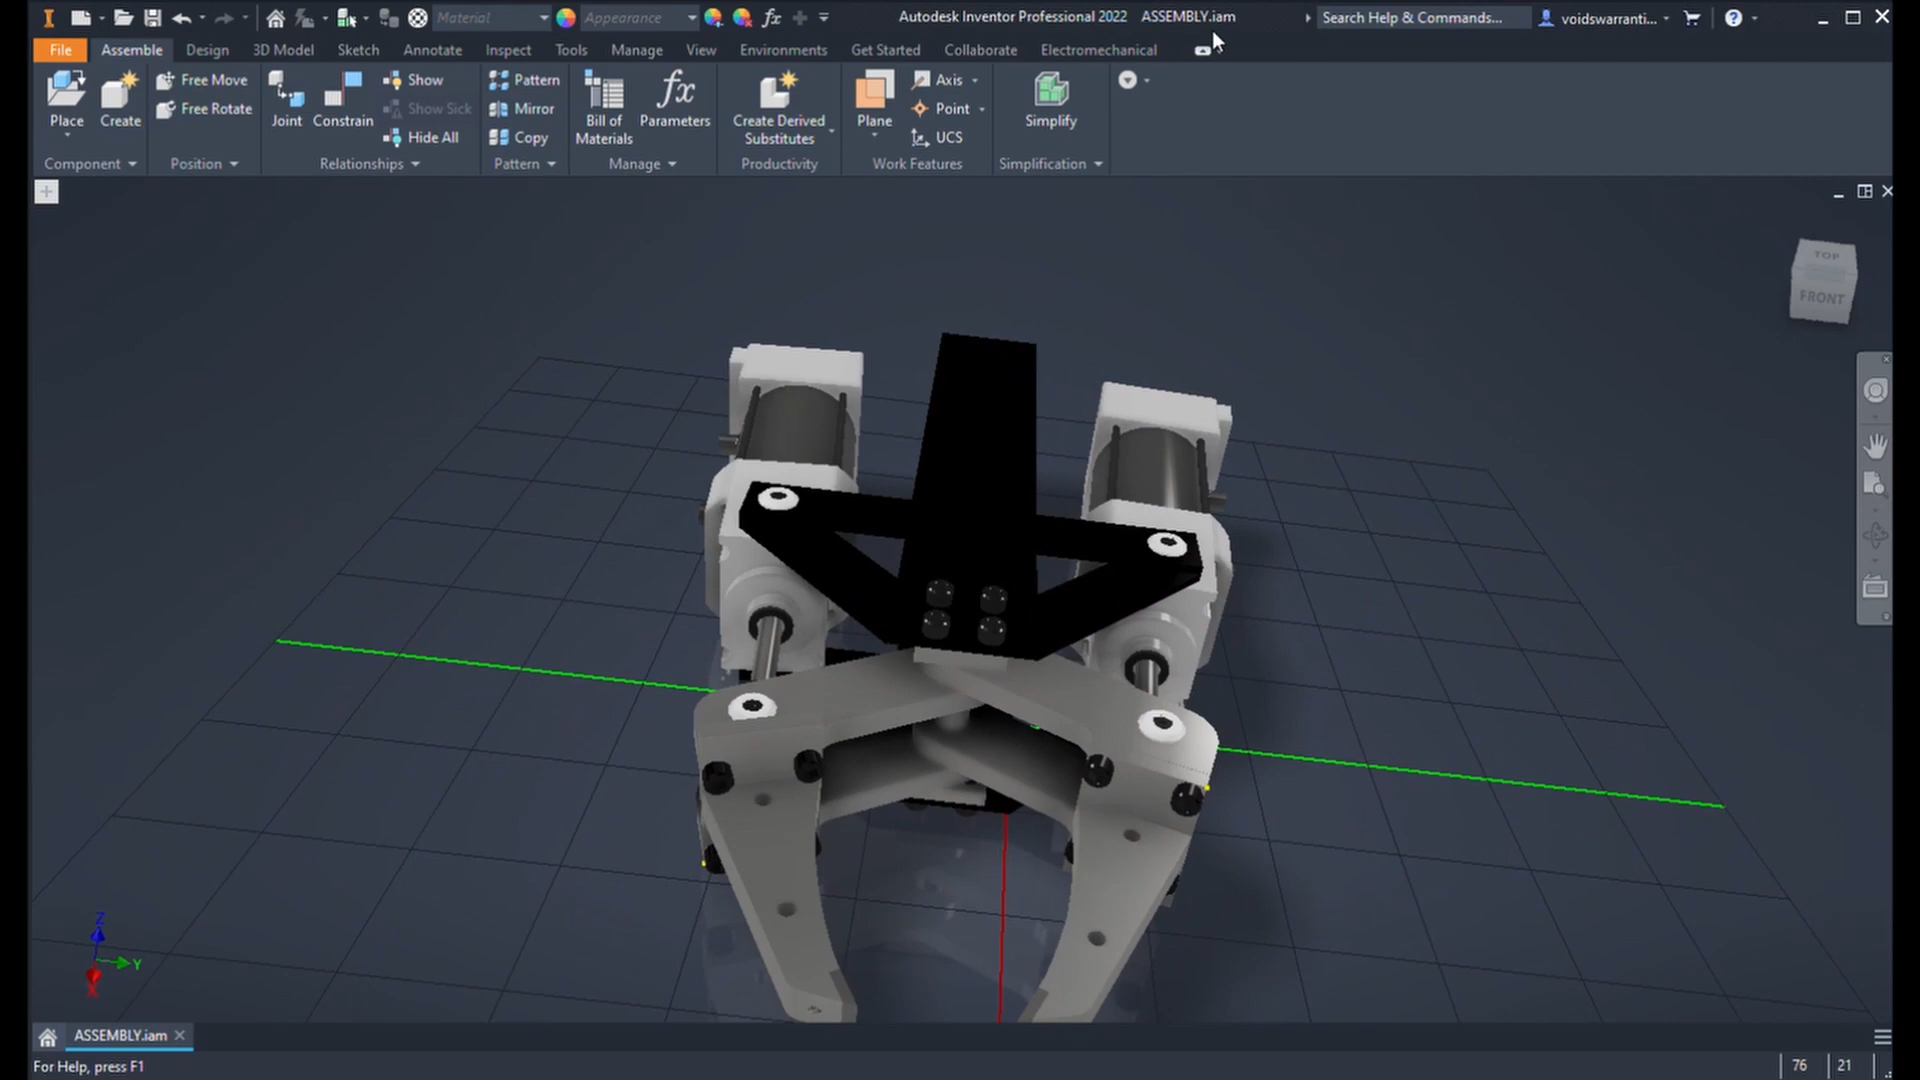 Material
Appearance
fx
Autodesk Inventor Professional 2022 ASSEMBLY.iam
Search Help & Commands...
voidswarranti...
File Assemble Design 3D Model Sketch Annotate Inspect Tools Manage View Environments Get Started Collaborate Electromechanical
Place
Create
Free Move
Free Rotate
Joint
Constrain
Show
Show Sick
Hide All
Pattern
Mirror
Copy
Bill of
Materials
fx
Parameters
Create Derived
Substitutes
Plane
Axis
Point
UCS
Simplify
Component Position Relationships Pattern Manage Productivity Work Features Simplification
TOP
FRONT
Z
Y
X
ASSEMBLY.iam
For Help, press F1
76 21